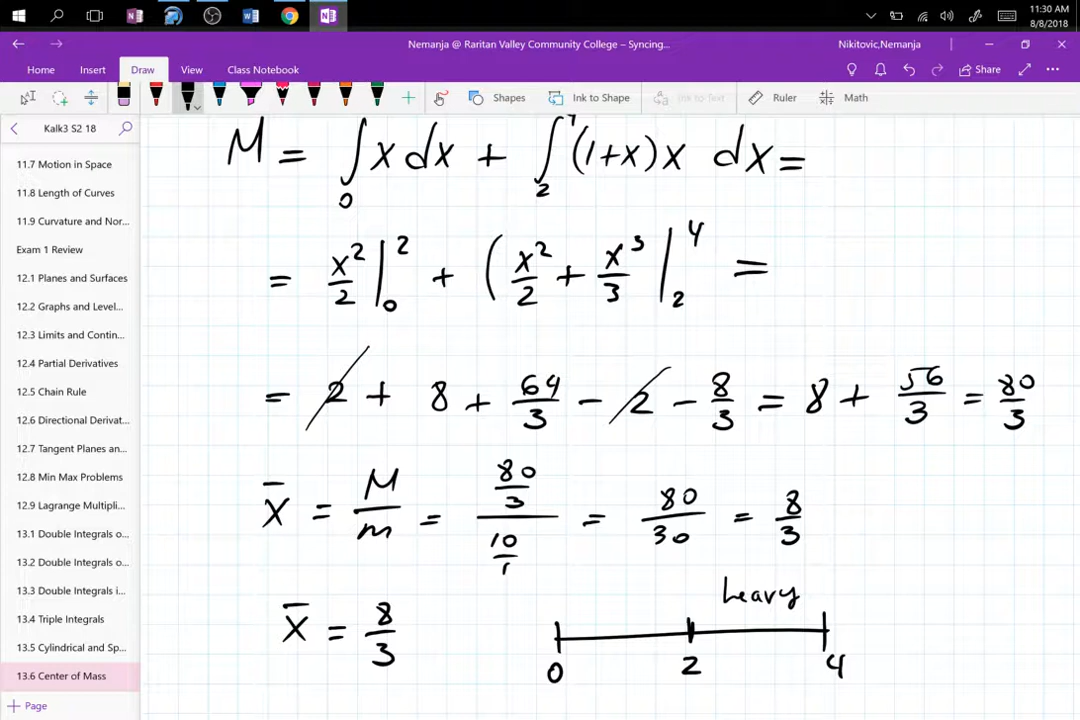 11:30 AM
8/8/2018
Nemanja @ Raritan Valley Community College – Syncing...
Nikitovic,Nemanja
Home Insert Draw View Class Notebook
Share
Shapes Ink to Shape Ink to Text Ruler Math
Kalk3 S2 18
11.7 Motion in Space
11.8 Length of Curves
11.9 Curvature and Nor...
Exam 1 Review
12.1 Planes and Surfaces
12.2 Graphs and Level...
12.3 Limits and Contin...
12.4 Partial Derivatives
12.5 Chain Rule
12.6 Directional Derivat...
12.7 Tangent Planes an...
12.8 Min Max Problems
12.9 Lagrange Multipli...
13.1 Double Integrals o...
13.2 Double Integrals o...
13.3 Double Integrals i...
13.4 Triple Integrals
13.5 Cylindrical and Sp...
13.6 Center of Mass
+ Page
M = ∫₀ x dx + ∫₂ (1+x)x dx =
= x²/2 |₀² + (x²/2 + x³/3 |₂⁴ =
= 2 + 8 + 64/3 − 2 − 8/3 = 8 + 56/3 = 80/3
x̄ = M/m = (80/3)/(10/1) = 80/30 = 8/3
heavy
x̄ = 8/3
0 2 4